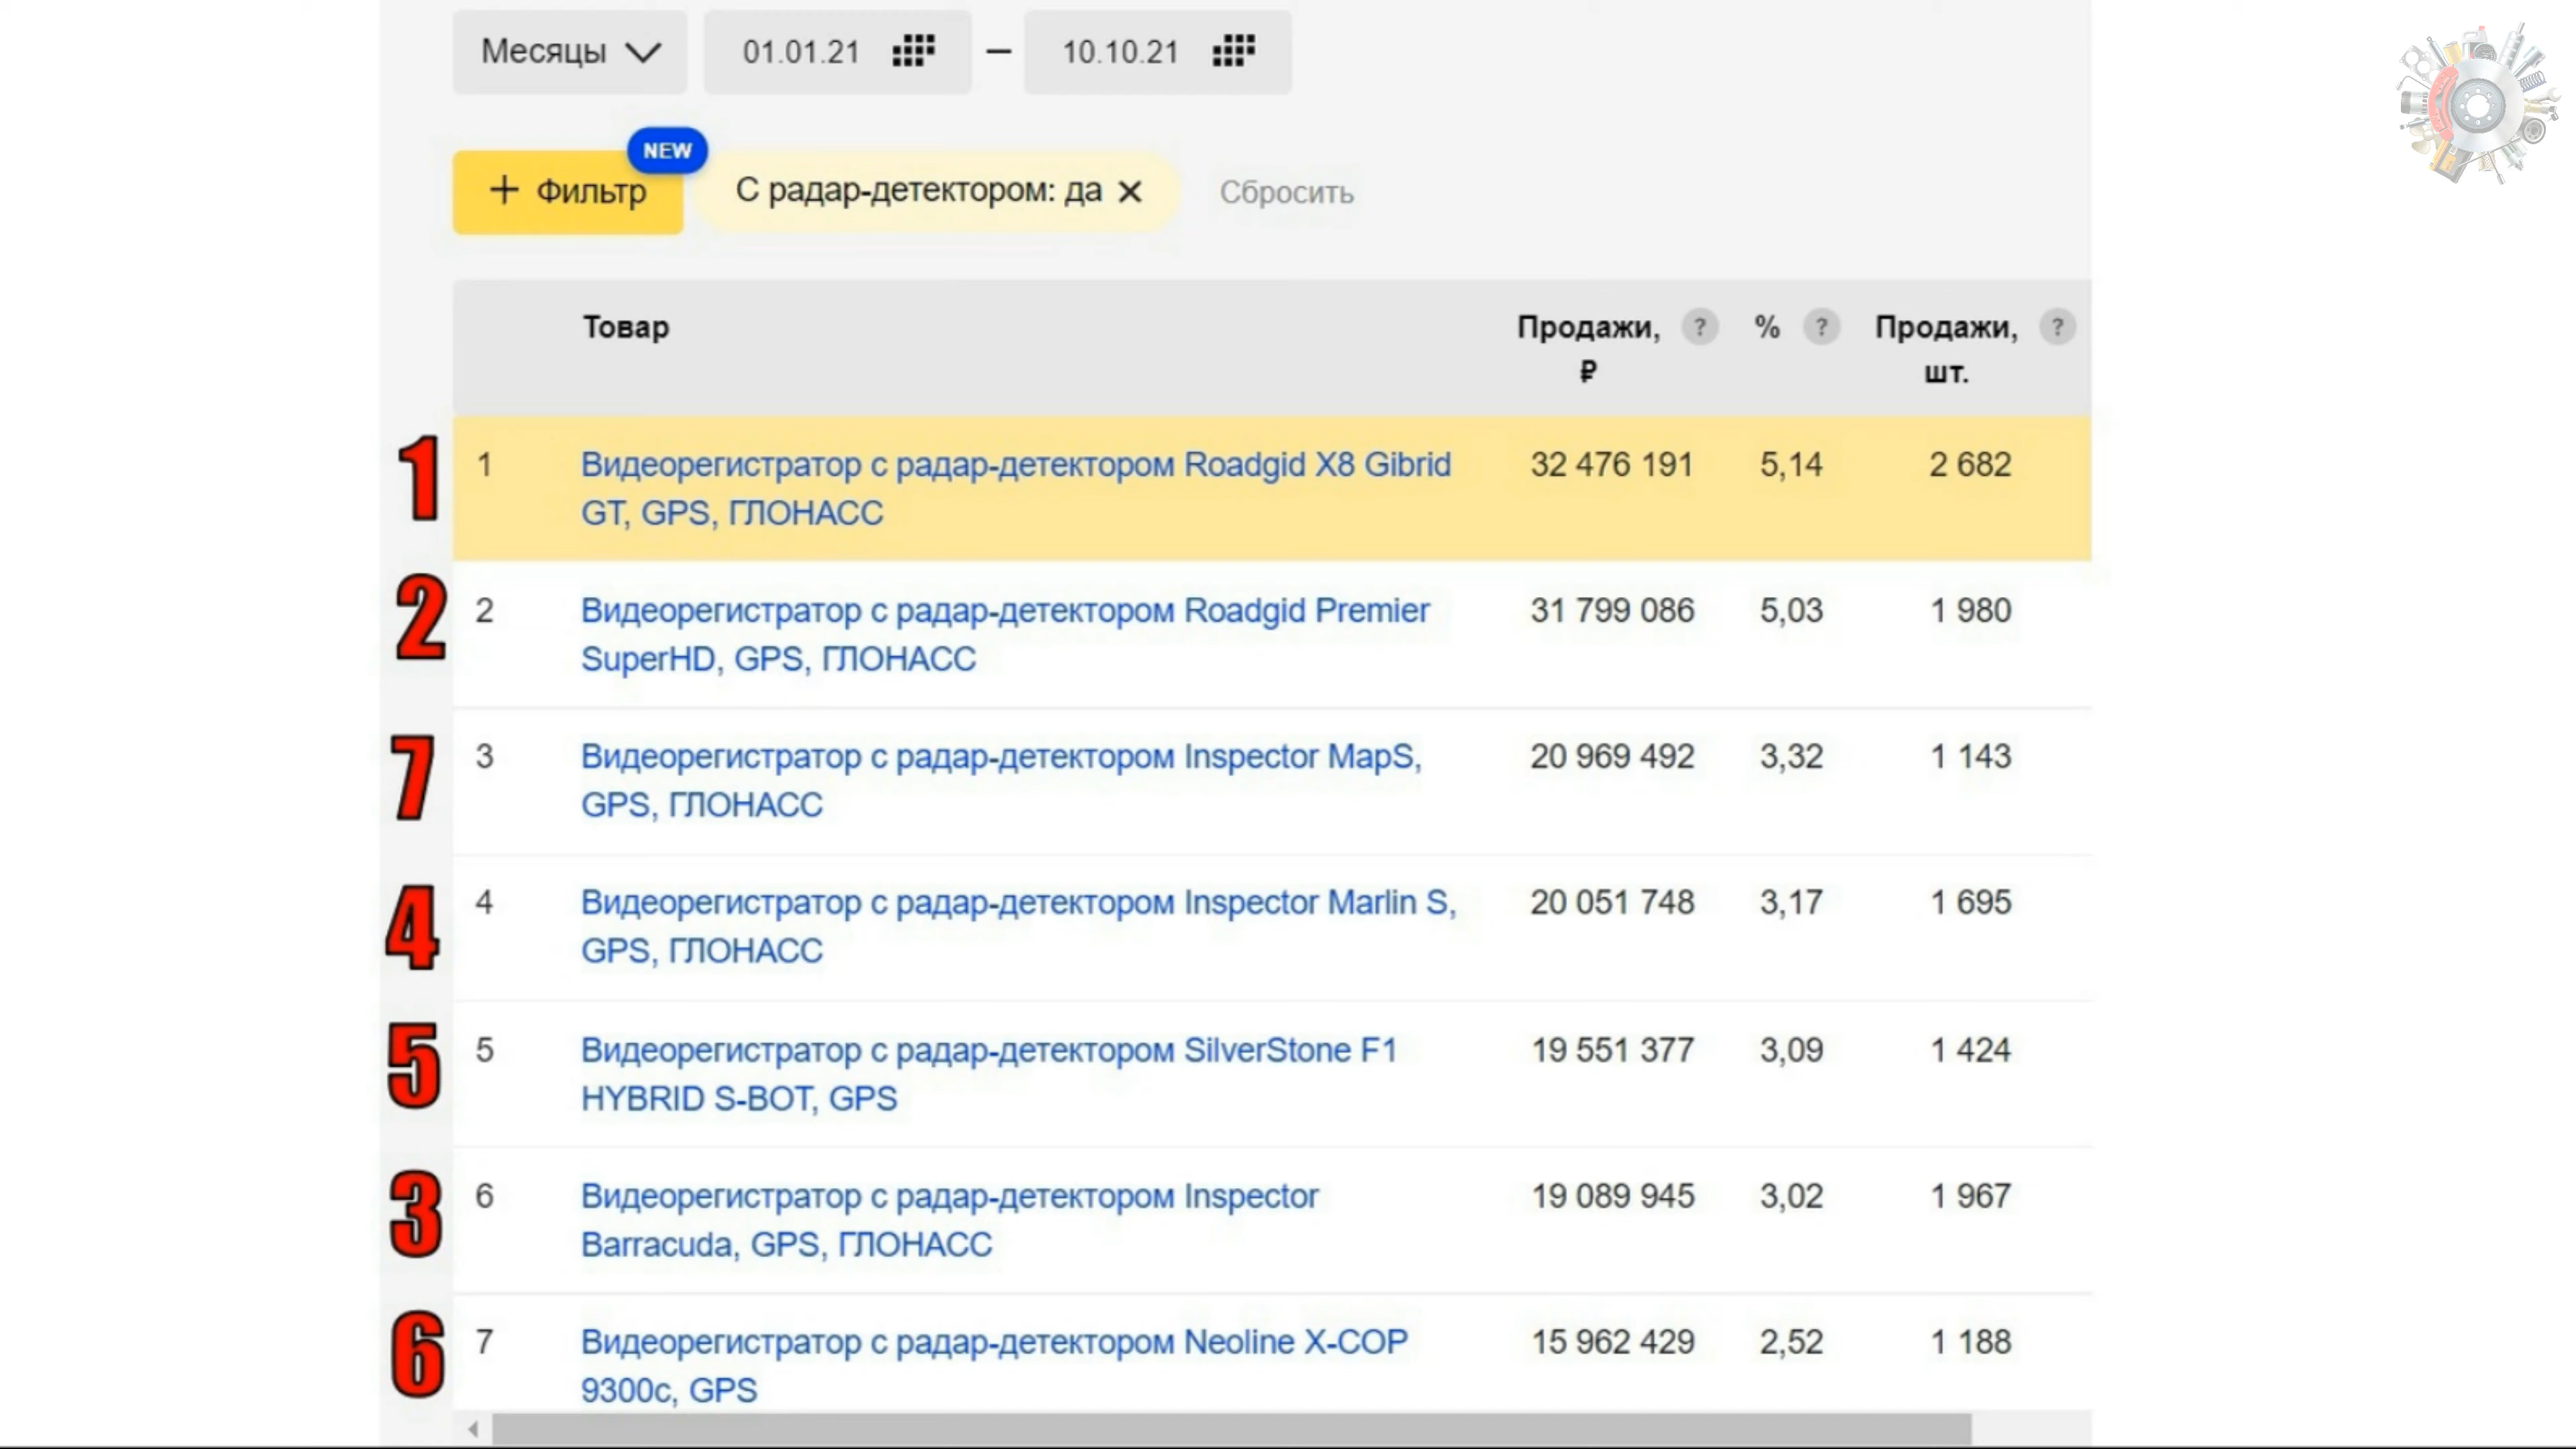 Месяцы 01.01.21 – 10.10.21
NEW
+ Фильтр С радар-детектором: да × Сбросить
Товар Продажи, ? % ? Продажи, ?
₽ шт.
1 1 Видеорегистратор с радар-детектором Roadgid X8 Gibrid 32 476 191 5,14 2 682
GT, GPS, ГЛОНАСС
2 2 Видеорегистратор с радар-детектором Roadgid Premier 31 799 086 5,03 1 980
SuperHD, GPS, ГЛОНАСС
7 3 Видеорегистратор с радар-детектором Inspector MapS, 20 969 492 3,32 1 143
GPS, ГЛОНАСС
4 4 Видеорегистратор с радар-детектором Inspector Marlin S, 20 051 748 3,17 1 695
GPS, ГЛОНАСС
5 5 Видеорегистратор с радар-детектором SilverStone F1 19 551 377 3,09 1 424
HYBRID S-BOT, GPS
3 6 Видеорегистратор с радар-детектором Inspector 19 089 945 3,02 1 967
Barracuda, GPS, ГЛОНАСС
6 7 Видеорегистратор с радар-детектором Neoline X-COP 15 962 429 2,52 1 188
9300c, GPS